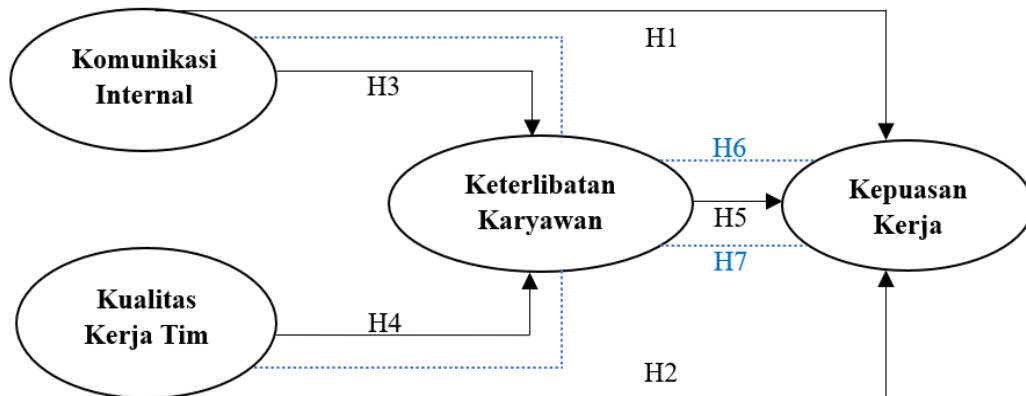 H1
Komunikasi
Internal
H3
H6
Keterlibatan
Karyawan
Kepuasan
Kerja
H5
H7
Kualitas
Kerja Tim
H4
H2